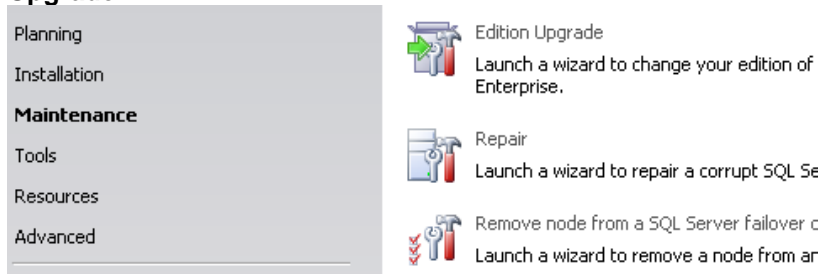 Planning
Installation
Maintenance
Tools
Resources
Advanced
Edition Upgrade
Launch a wizard to change your edition of
Enterprise.
Repair
Launch a wizard to repair a corrupt SQL Se
Remove node from a SQL Server failover
Launch a wizard to remove a node from